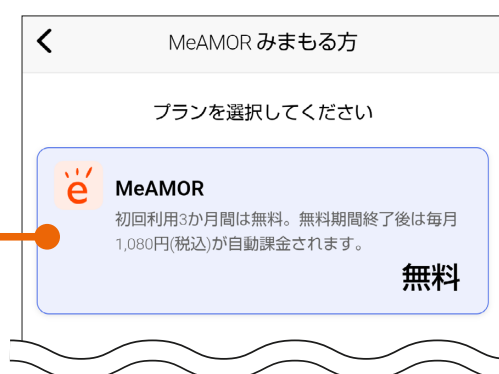 MeAMOR みまもる方
プランを選択してください
MeAMOR
初回利用3か月間は無料。無料期間終了後は毎月
1,080円(税込)が自動課金されます。
無料